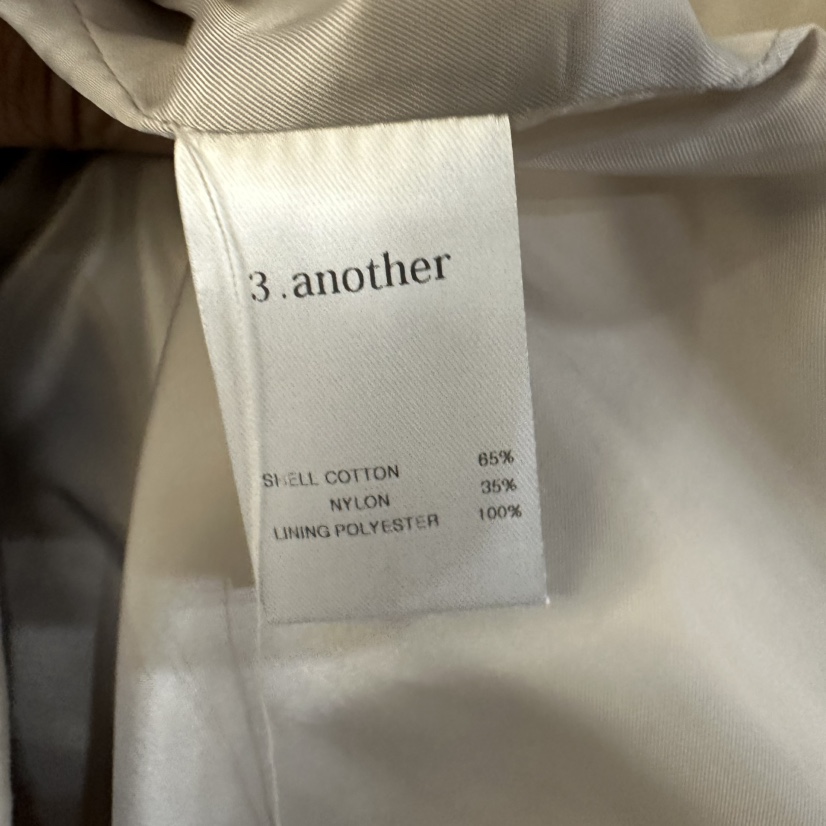 3.another
SHELL COTTON 65%
NYLON 35%
LINING POLYESTER 100%